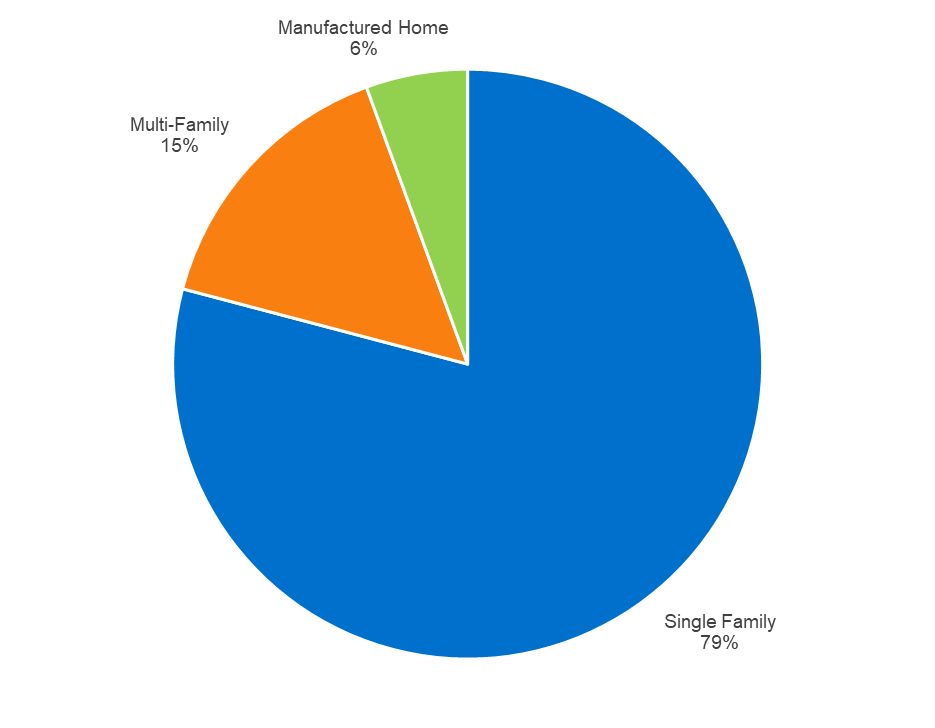 Manufactured Home
6%
Multi-Family
15%
Single Family
79%